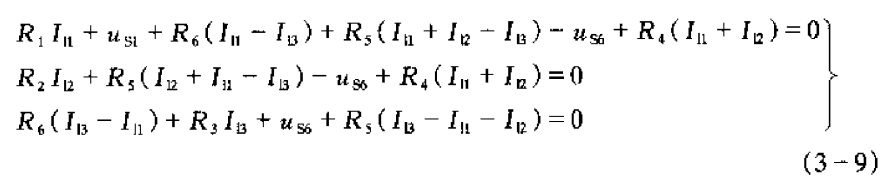 R₁ I_{l1} + u_{S1} + R₆ ( I_{l1} − I_{l3} ) + R₅ ( I_{l1} + I_{l2} − I_{l3} ) − u_{S6} + R₄ ( I_{l1} + I_{l2} ) = 0
R₂ I_{l2} + R₅ ( I_{l2} + I_{l1} − I_{l3} ) − u_{S6} + R₄ ( I_{l1} + I_{l2} ) = 0
R₆ ( I_{l3} − I_{l1} ) + R₃ I_{l3} + u_{S6} + R₅ ( I_{l3} − I_{l1} − I_{l2} ) = 0
(3 − 9)